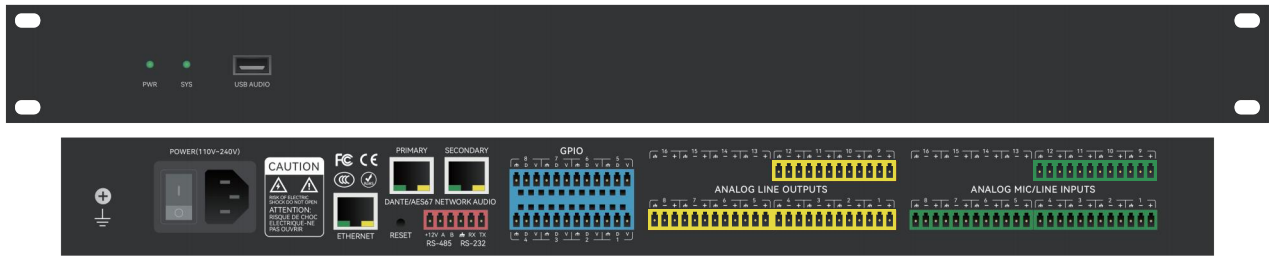 PWR SYS USB AUDIO
POWER(110V~240V)
CAUTION
RISK OF ELECTRIC
SHOCK DO NOT OPEN
ATTENTION:
RISQUE DE CHOC
ELECTRIQUE-NE
PAS OUVRIR
FC CE
CCC
ETHERNET
PRIMARY SECONDARY
DANTE/AES67 NETWORK AUDIO
RESET
+12V A B RX TX
RS-485 RS-232
GPIO
8 7 6 5
D V D V D V D V
D V D V D V D V
4 3 2 1
16 15 14 13 12 11 10 9
- + - + - + - + - + - + - + - +
ANALOG LINE OUTPUTS
8 7 6 5 4 3 2 1
- + - + - + - + - + - + - + - +
16 15 14 13 12 11 10 9
- + - + - + - + - + - + - + - +
ANALOG MIC/LINE INPUTS
8 7 6 5 4 3 2 1
- + - + - + - + - + - + - + - +